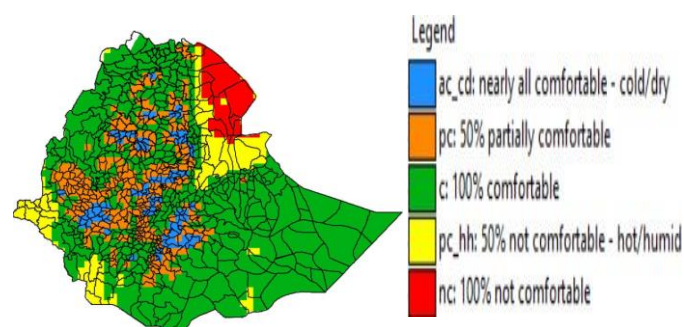 Legend
ac_cd: nearly all comfortable - cold/dry
pc: 50% partially comfortable
c: 100% comfortable
pc_hh: 50% not comfortable - hot/humid
nc: 100% not comfortable